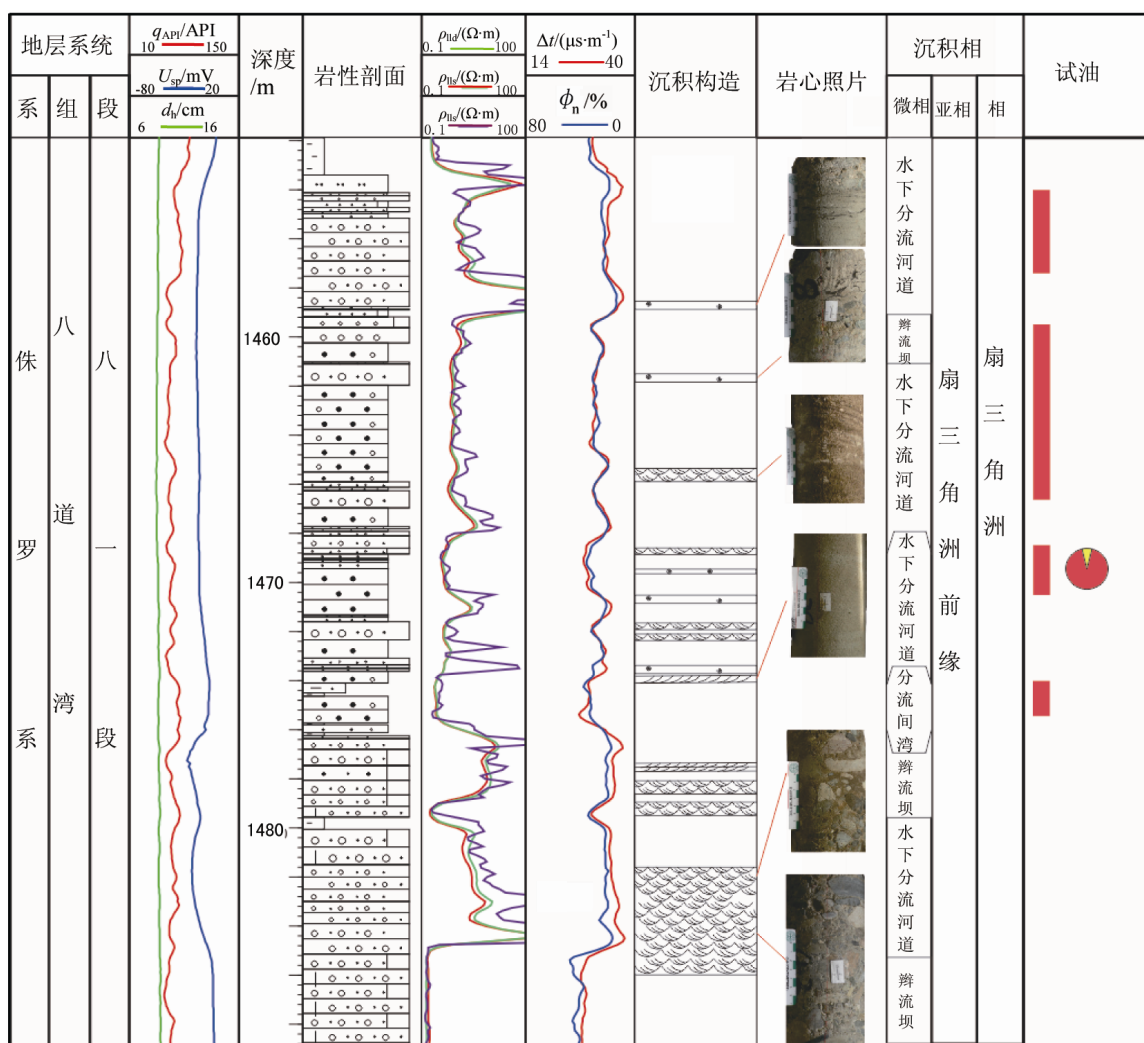 地层系统
系
组
段
q_API/API
10 150
U_sp/mV
-80 20
d_h/cm
6 16
深度
/m
岩性剖面
ρ_lld/(Ω·m)
0.1 100
ρ_lls/(Ω·m)
0.1 100
ρ_lls/(Ω·m)
0.1 100
Δt/(μs·m⁻¹)
14 40
ϕ_n/%
80 0
沉积构造
岩心照片
沉积相
微相
亚相
相
试油
侏罗系
八道湾
八一段
1460
1470
1480
水下分流河道
辫流坝
水下分流河道
水下分流河道
分流间湾
辫流坝
水下分流河道
辫流坝
扇三角洲前缘
扇三角洲